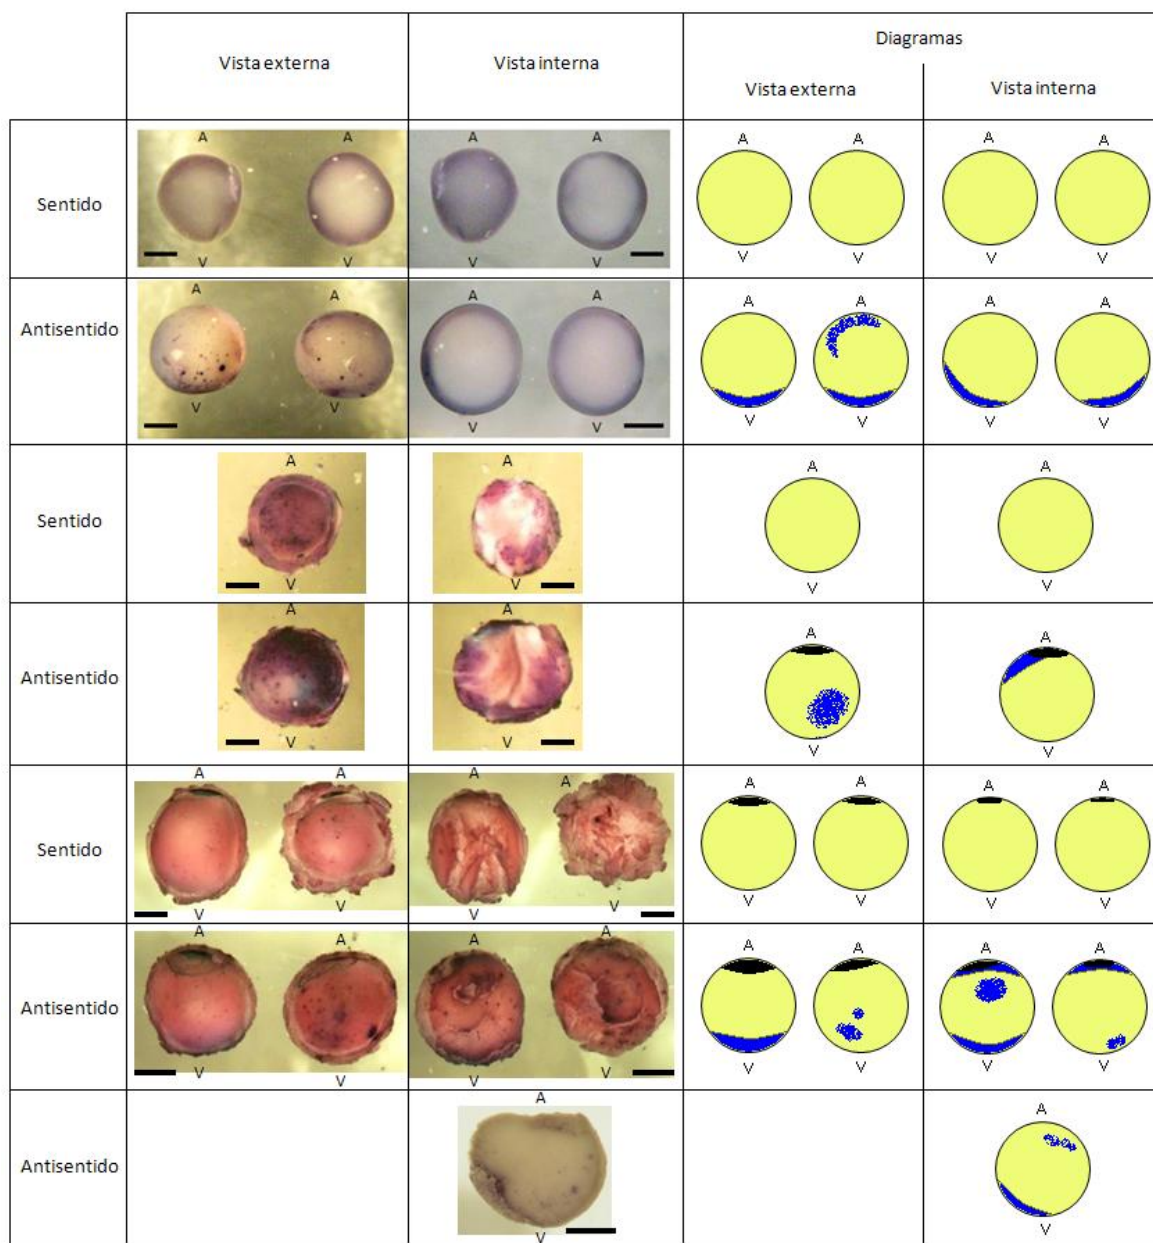 Vista externa Vista interna Diagramas
Vista externa Vista interna
Sentido
A A A A A A A A
V V V V V V V V
Antisentido
A A A A A A A A
V V V V V V V V
Sentido
A A A A
V V V V
Antisentido
A A A A
V V V V
Sentido
A A A A A A A A
V V V V V V V V
Antisentido
A A A A A A A A
V V V V V V V V
Antisentido
A A
V V